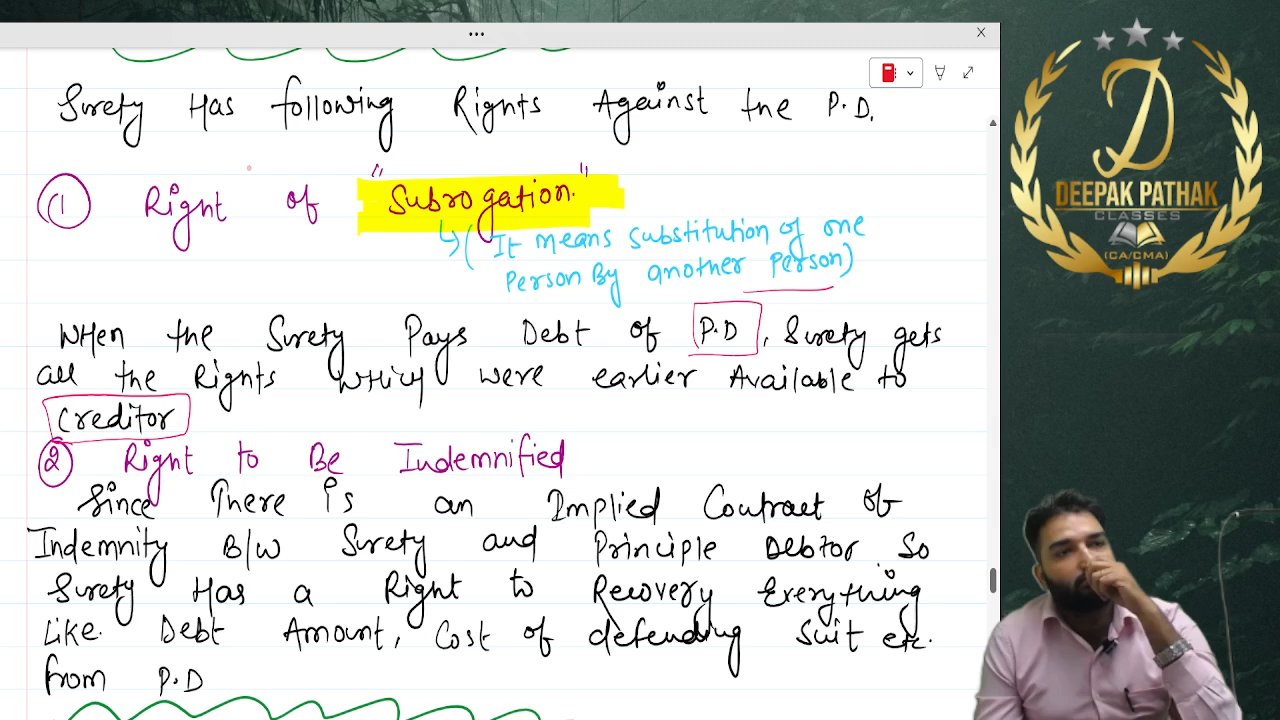 Surety Has following Rights Against the P.D.
① Right of "Subrogation."
(It means substitution of one
Person By another Person)
When the Surety Pays Debt of P.D, Surety gets
all the Rights which were earlier Available to
Creditor
② Right to Be Indemnified
Since There is an Implied Contract of
Indemnity B/W Surety and Principle Debtor So
Surety Has a Right to Recovery Everything
Like Debt Amount, Cost of defending Suit etc.
from P.D
D
DEEPAK PATHAK
CLASSES
(CA/CMA)